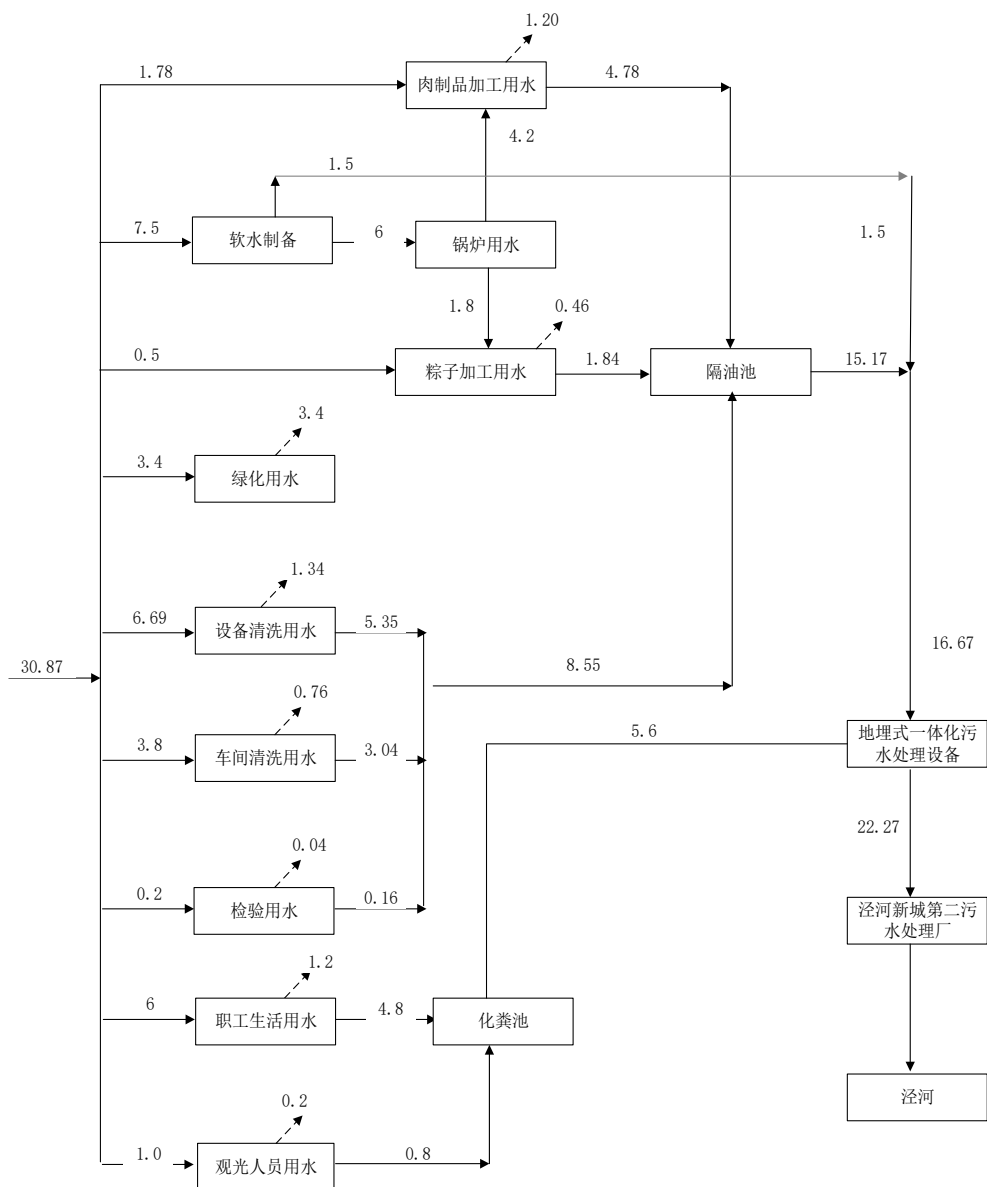 1.20
1.78
肉制品加工用水
4.78
4.2
1.5
7.5
软水制备
6
锅炉用水
1.5
1.8
0.46
0.5
粽子加工用水
1.84
隔油池
15.17
3.4
3.4
绿化用水
1.34
6.69
设备清洗用水
5.35
16.67
30.87
8.55
0.76
5.6
3.8
车间清洗用水
3.04
地埋式一体化污
水处理设备
22.27
0.04
0.2
检验用水
0.16
泾河新城第二污
水处理厂
1.2
6
职工生活用水
4.8
化粪池
0.2
泾河
1.0
观光人员用水
0.8